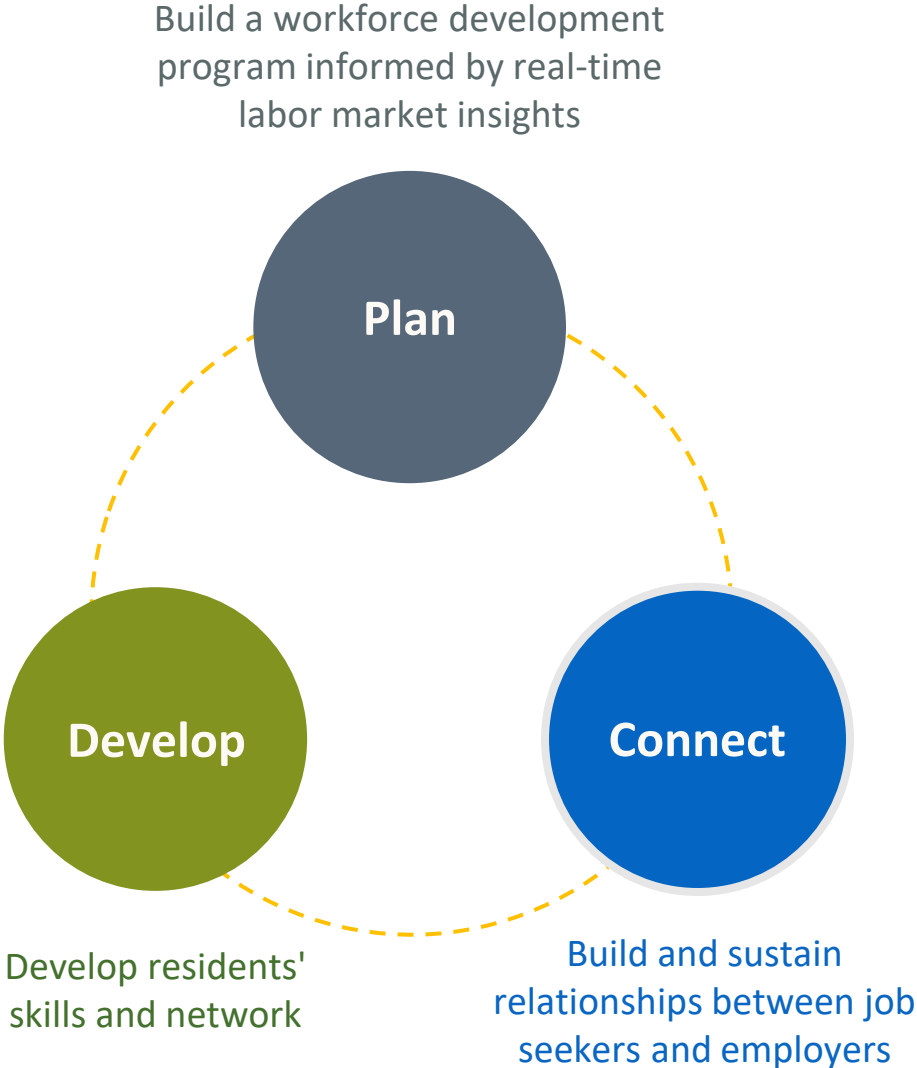 Build a workforce development
program informed by real-time
labor market insights
Plan
Develop
Connect
Develop residents'
skills and network
Build and sustain
relationships between job
seekers and employers